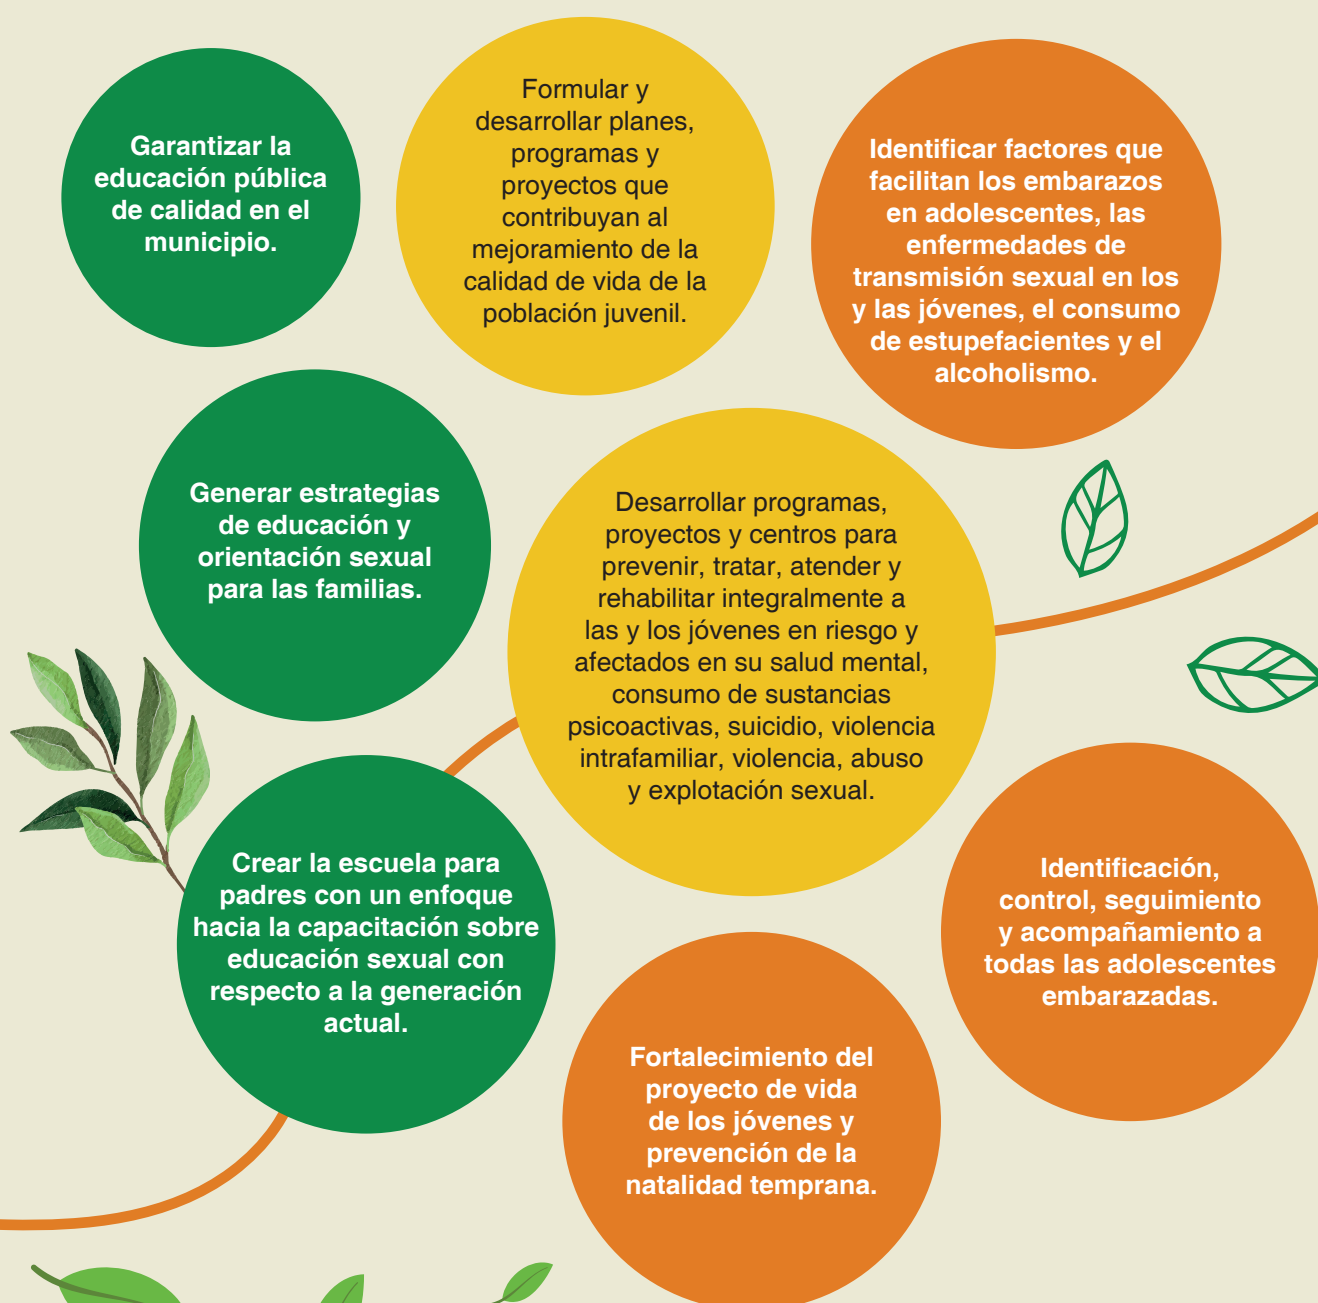 Garantizar la
educación pública
de calidad en el
municipio.
Formular y
desarrollar planes,
programas y
proyectos que
contribuyan al
mejoramiento de la
calidad de vida de la
población juvenil.
Identificar factores que
facilitan los embarazos
en adolescentes, las
enfermedades de
transmisión sexual en los
y las jóvenes, el consumo
de estupefacientes y el
alcoholismo.
Generar estrategias
de educación y
orientación sexual
para las familias.
Desarrollar programas,
proyectos y centros para
prevenir, tratar, atender y
rehabilitar integralmente a
las y los jóvenes en riesgo y
afectados en su salud mental,
consumo de sustancias
psicoactivas, suicidio, violencia
intrafamiliar, violencia, abuso
y explotación sexual.
Crear la escuela para
padres con un enfoque
hacia la capacitación sobre
educación sexual con
respecto a la generación
actual.
Identificación,
control, seguimiento
y acompañamiento a
todas las adolescentes
embarazadas.
Fortalecimiento del
proyecto de vida
de los jóvenes y
prevención de la
natalidad temprana.